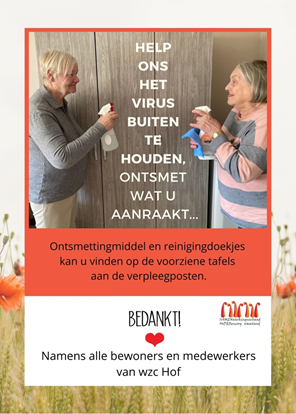 HELP
ONS
HET
VIRUS
BUITEN
TE
HOUDEN,
ONTSMET
WAT U
AANRAAKT...
Ontsmettingmiddel en reinigingdoekjes
kan u vinden op de voorziene tafels
aan de verpleegposten.
BEDANKT!
Namens alle bewoners en medewerkers
van wzc Hof